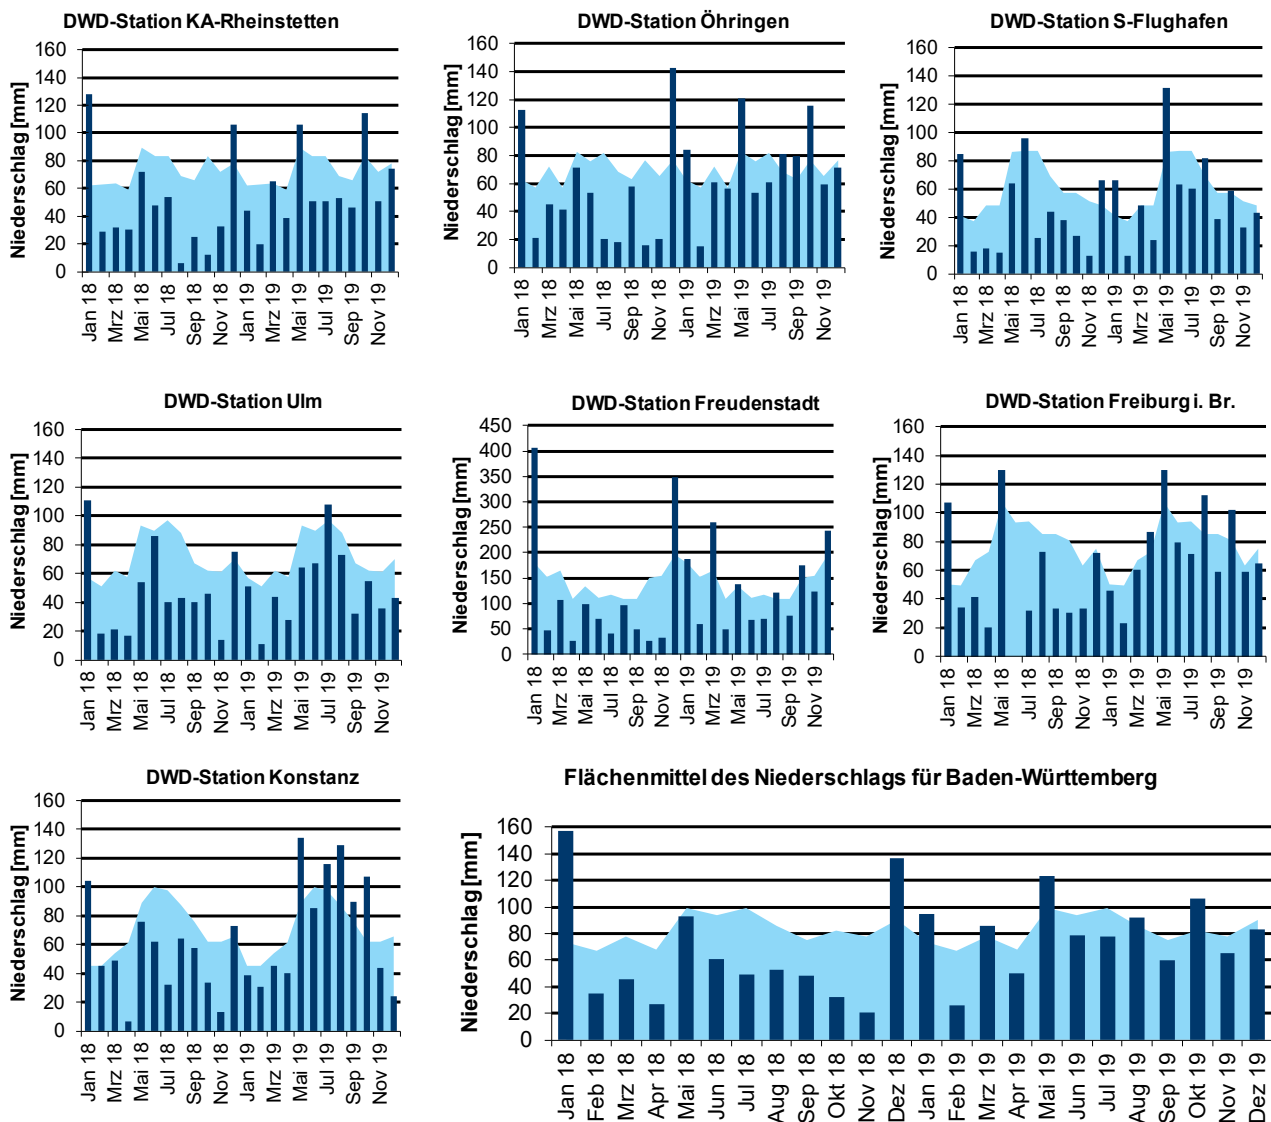 DWD-Station KA-Rheinstetten
Niederschlag [mm]
160
140
120
100
80
60
40
20
0
Jan 18
Mrz 18
Mai 18
Jul 18
Sep 18
Nov 18
Jan 19
Mrz 19
Mai 19
Jul 19
Sep 19
Nov 19
DWD-Station Öhringen
Niederschlag [mm]
160
140
120
100
80
60
40
20
0
Jan 18
Mrz 18
Mai 18
Jul 18
Sep 18
Nov 18
Jan 19
Mrz 19
Mai 19
Jul 19
Sep 19
Nov 19
DWD-Station S-Flughafen
Niederschlag [mm]
160
140
120
100
80
60
40
20
0
Jan 18
Mrz 18
Mai 18
Jul 18
Sep 18
Nov 18
Jan 19
Mrz 19
Mai 19
Jul 19
Sep 19
Nov 19
DWD-Station Ulm
Niederschlag [mm]
160
140
120
100
80
60
40
20
0
Jan 18
Mrz 18
Mai 18
Jul 18
Sep 18
Nov 18
Jan 19
Mrz 19
Mai 19
Jul 19
Sep 19
Nov 19
DWD-Station Freudenstadt
Niederschlag [mm]
450
400
350
300
250
200
150
100
50
0
Jan 18
Mrz 18
Mai 18
Jul 18
Sep 18
Nov 18
Jan 19
Mrz 19
Mai 19
Jul 19
Sep 19
Nov 19
DWD-Station Freiburg i. Br.
Niederschlag [mm]
160
140
120
100
80
60
40
20
0
Jan 18
Mrz 18
Mai 18
Jul 18
Sep 18
Nov 18
Jan 19
Mrz 19
Mai 19
Jul 19
Sep 19
Nov 19
DWD-Station Konstanz
Niederschlag [mm]
160
140
120
100
80
60
40
20
0
Jan 18
Mrz 18
Mai 18
Jul 18
Sep 18
Nov 18
Jan 19
Mrz 19
Mai 19
Jul 19
Sep 19
Nov 19
Flächenmittel des Niederschlags für Baden-Württemberg
Niederschlag [mm]
160
140
120
100
80
60
40
20
0
Jan 18
Feb 18
Mrz 18
Apr 18
Mai 18
Jun 18
Jul 18
Aug 18
Sep 18
Okt 18
Nov 18
Dez 18
Jan 19
Feb 19
Mrz 19
Apr 19
Mai 19
Jun 19
Jul 19
Aug 19
Sep 19
Okt 19
Nov 19
Dez 19